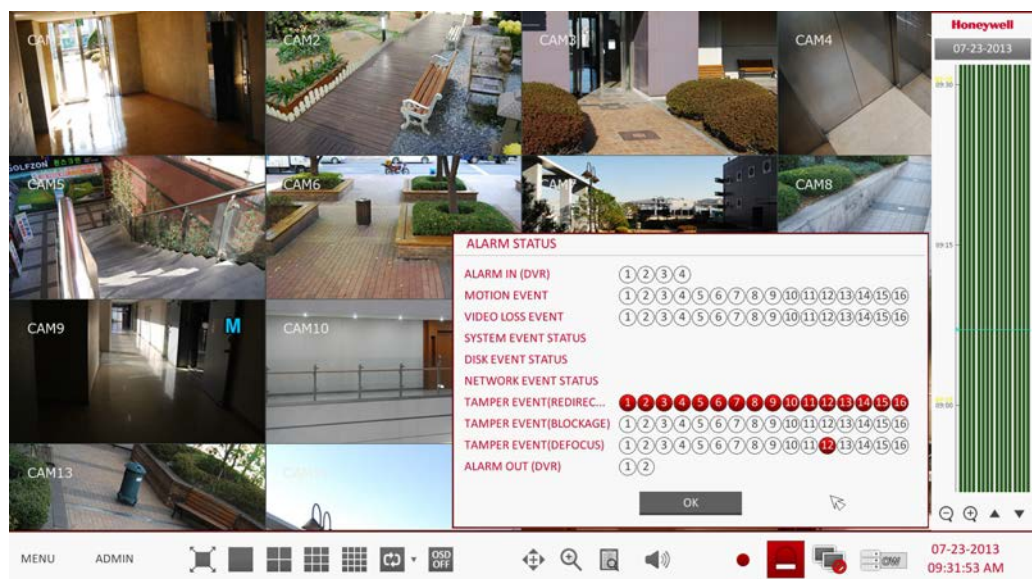 CAM2
CAM3
CAM4
Honeywell
07-23-2013
09:30
GOLFZON
CAM5
CAM6
CAM8
ALARM STATUS
09:15
ALARM IN (DVR) 1 2 3 4
MOTION EVENT 1 2 3 4 5 6 7 8 9 10 11 12 13 14 15 16
VIDEO LOSS EVENT 1 2 3 4 5 6 7 8 9 10 11 12 13 14 15 16
CAM9
M
CAM10
SYSTEM EVENT STATUS
DISK EVENT STATUS
NETWORK EVENT STATUS
TAMPER EVENT(REDIREC... 1 2 3 4 5 6 7 8 9 10 11 12 13 14 15 16
09:00
TAMPER EVENT(BLOCKAGE) 1 2 3 4 5 6 7 8 9 10 11 12 13 14 15 16
TAMPER EVENT(DEFOCUS) 1 2 3 4 5 6 7 8 9 10 11 12 13 14 15 16
CAM13
ALARM OUT (DVR) 1 2
OK
MENU
ADMIN
OSD OFF
OW
07-23-2013
09:31:53 AM